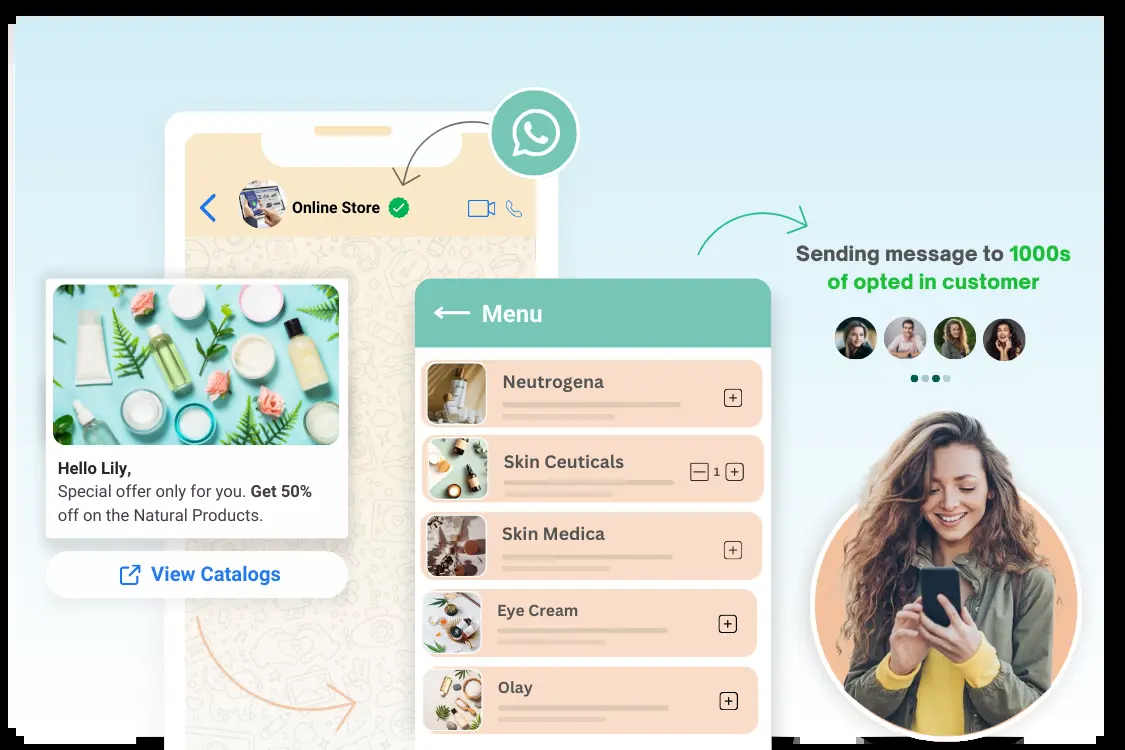 Online Store
Sending message to 1000s
of opted in customer
Hello Lily,
Special offer only for you. Get 50%
off on the Natural Products.
View Catalogs
Menu
Neutrogena
Skin Ceuticals
1
Skin Medica
Eye Cream
Olay